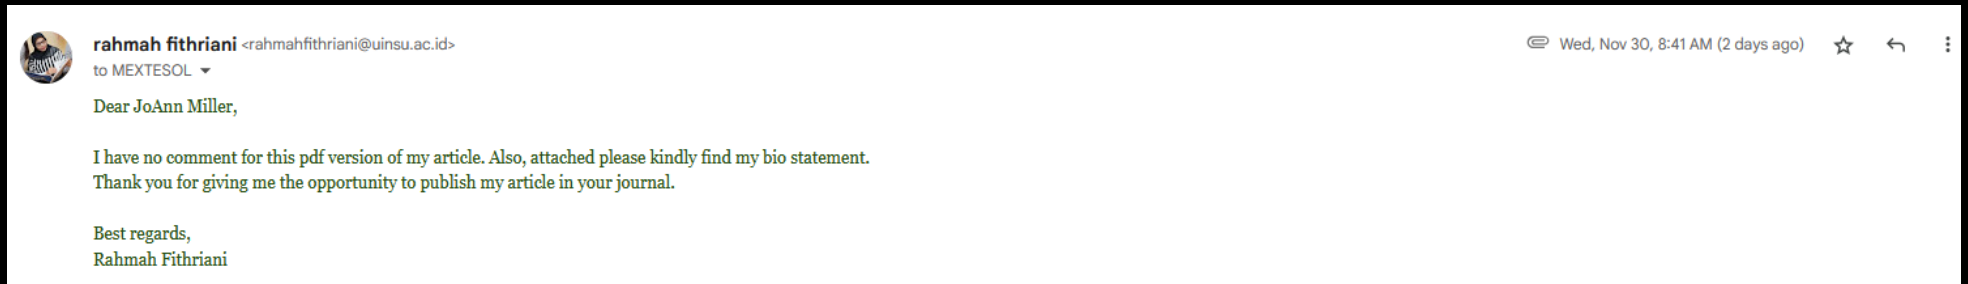 rahmah fithriani <rahmahfithriani@uinsu.ac.id>
Wed, Nov 30, 8:41 AM (2 days ago)
to MEXTESOL
Dear JoAnn Miller,
I have no comment for this pdf version of my article. Also, attached please kindly find my bio statement.
Thank you for giving me the opportunity to publish my article in your journal.
Best regards,
Rahmah Fithriani